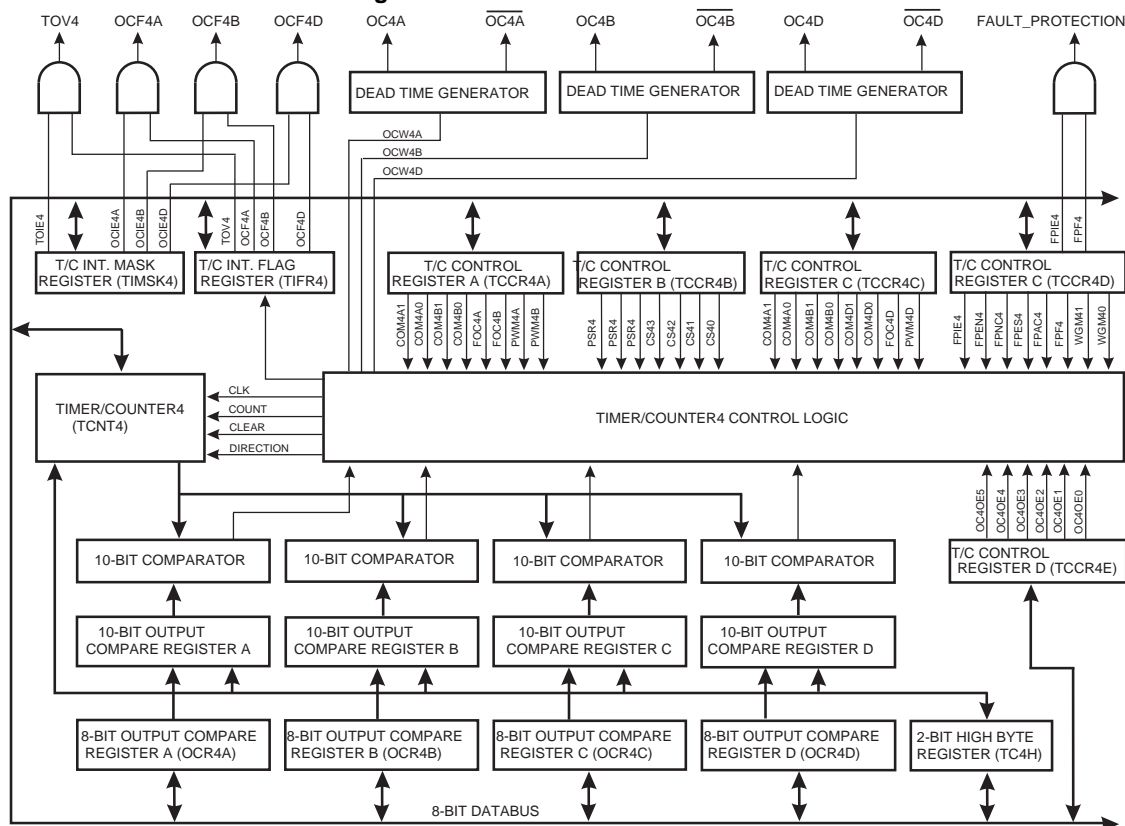 TOV4 OCF4A OCF4B OCF4D OC4A OC4A OC4B OC4B OC4D OC4D FAULT_PROTECTION
DEAD TIME GENERATOR DEAD TIME GENERATOR DEAD TIME GENERATOR
OCW4A
OCW4B
OCW4D
TOIE4 OCIE4A OCIE4B OCIE4D TOV4 OCF4A OCF4B OCF4D FPIE4 FPF4
T/C INT. MASK
REGISTER (TIMSK4)
T/C INT. FLAG
REGISTER (TIFR4)
T/C CONTROL
REGISTER A (TCCR4A)
T/C CONTROL
REGISTER B (TCCR4B)
T/C CONTROL
REGISTER C (TCCR4C)
T/C CONTROL
REGISTER C (TCCR4D)
COM4A1 COM4A0 COM4B1 COM4B0 FOC4A FOC4B PWM4A PWM4B
PSR4 PSR4 PSR4 CS43 CS42 CS41 CS40
COM4A1 COM4A0 COM4B1 COM4B0 COM4D1 COM4D0 FOC4D PWM4D
FPIE4 FPEN4 FPNC4 FPES4 FPAC4 FPF4 WGM41 WGM40
TIMER/COUNTER4
(TCNT4)
CLK
COUNT
CLEAR
DIRECTION
TIMER/COUNTER4 CONTROL LOGIC
OC4OE5 OC4OE4 OC4OE3 OC4OE2 OC4OE1 OC4OE0
T/C CONTROL
REGISTER D (TCCR4E)
10-BIT COMPARATOR 10-BIT COMPARATOR 10-BIT COMPARATOR 10-BIT COMPARATOR
10-BIT OUTPUT
COMPARE REGISTER A
10-BIT OUTPUT
COMPARE REGISTER B
10-BIT OUTPUT
COMPARE REGISTER C
10-BIT OUTPUT
COMPARE REGISTER D
8-BIT OUTPUT COMPARE
REGISTER A (OCR4A)
8-BIT OUTPUT COMPARE
REGISTER B (OCR4B)
8-BIT OUTPUT COMPARE
REGISTER C (OCR4C)
8-BIT OUTPUT COMPARE
REGISTER D (OCR4D)
2-BIT HIGH BYTE
REGISTER (TC4H)
8-BIT DATABUS